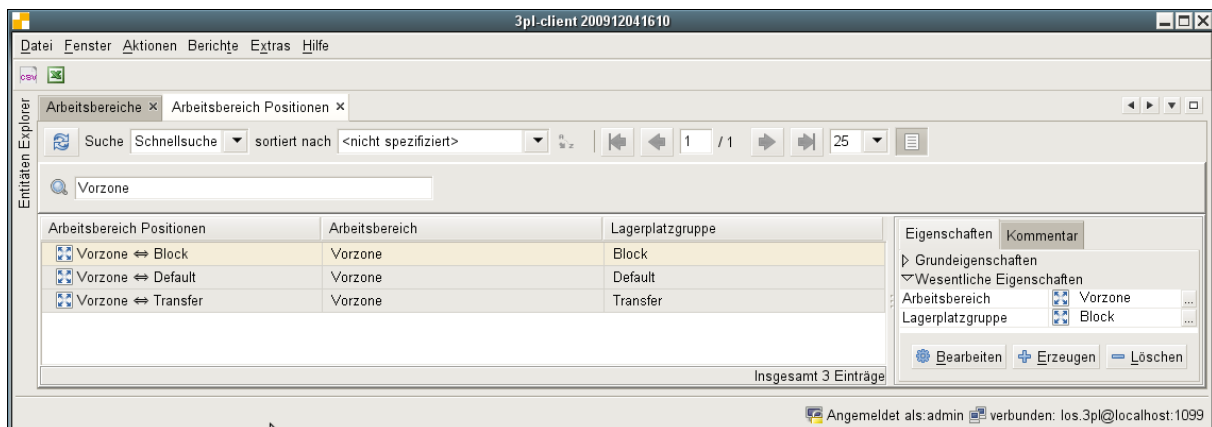 3pl-client 200912041610
Datei Fenster Aktionen Berichte Extras Hilfe
csv
Entitäten Explorer
Arbeitsbereiche × Arbeitsbereich Positionen ×
Suche Schnellsuche sortiert nach <nicht spezifiziert> 1 / 1 25
Vorzone
Arbeitsbereich Positionen Arbeitsbereich Lagerplatzgruppe
Vorzone ⇔ Block Vorzone Block
Vorzone ⇔ Default Vorzone Default
Vorzone ⇔ Transfer Vorzone Transfer
Insgesamt 3 Einträge
Eigenschaften Kommentar
Grundeigenschaften
Wesentliche Eigenschaften
Arbeitsbereich Vorzone ...
Lagerplatzgruppe Block ...
Bearbeiten Erzeugen Löschen
Angemeldet als:admin verbunden: los.3pl@localhost:1099